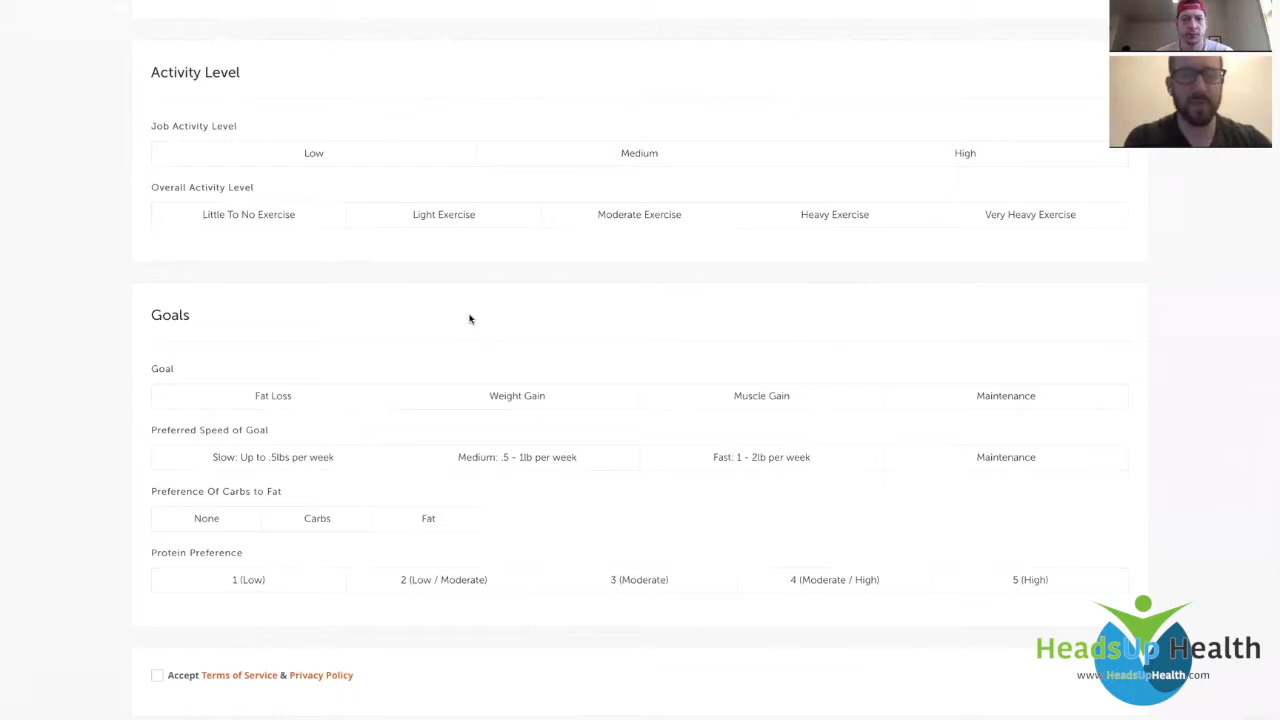 Activity Level
Job Activity Level
Low Medium High
Overall Activity Level
Little To No Exercise Light Exercise Moderate Exercise Heavy Exercise Very Heavy Exercise
Goals
Goal
Fat Loss Weight Gain Muscle Gain Maintenance
Preferred Speed of Goal
Slow: Up to .5lbs per week Medium: .5 - 1lb per week Fast: 1 - 2lb per week Maintenance
Preference Of Carbs to Fat
None Carbs Fat
Protein Preference
1 (Low) 2 (Low / Moderate) 3 (Moderate) 4 (Moderate / High) 5 (High)
Accept Terms of Service & Privacy Policy
HeadsUp Health
www.HeadsUpHealth.com